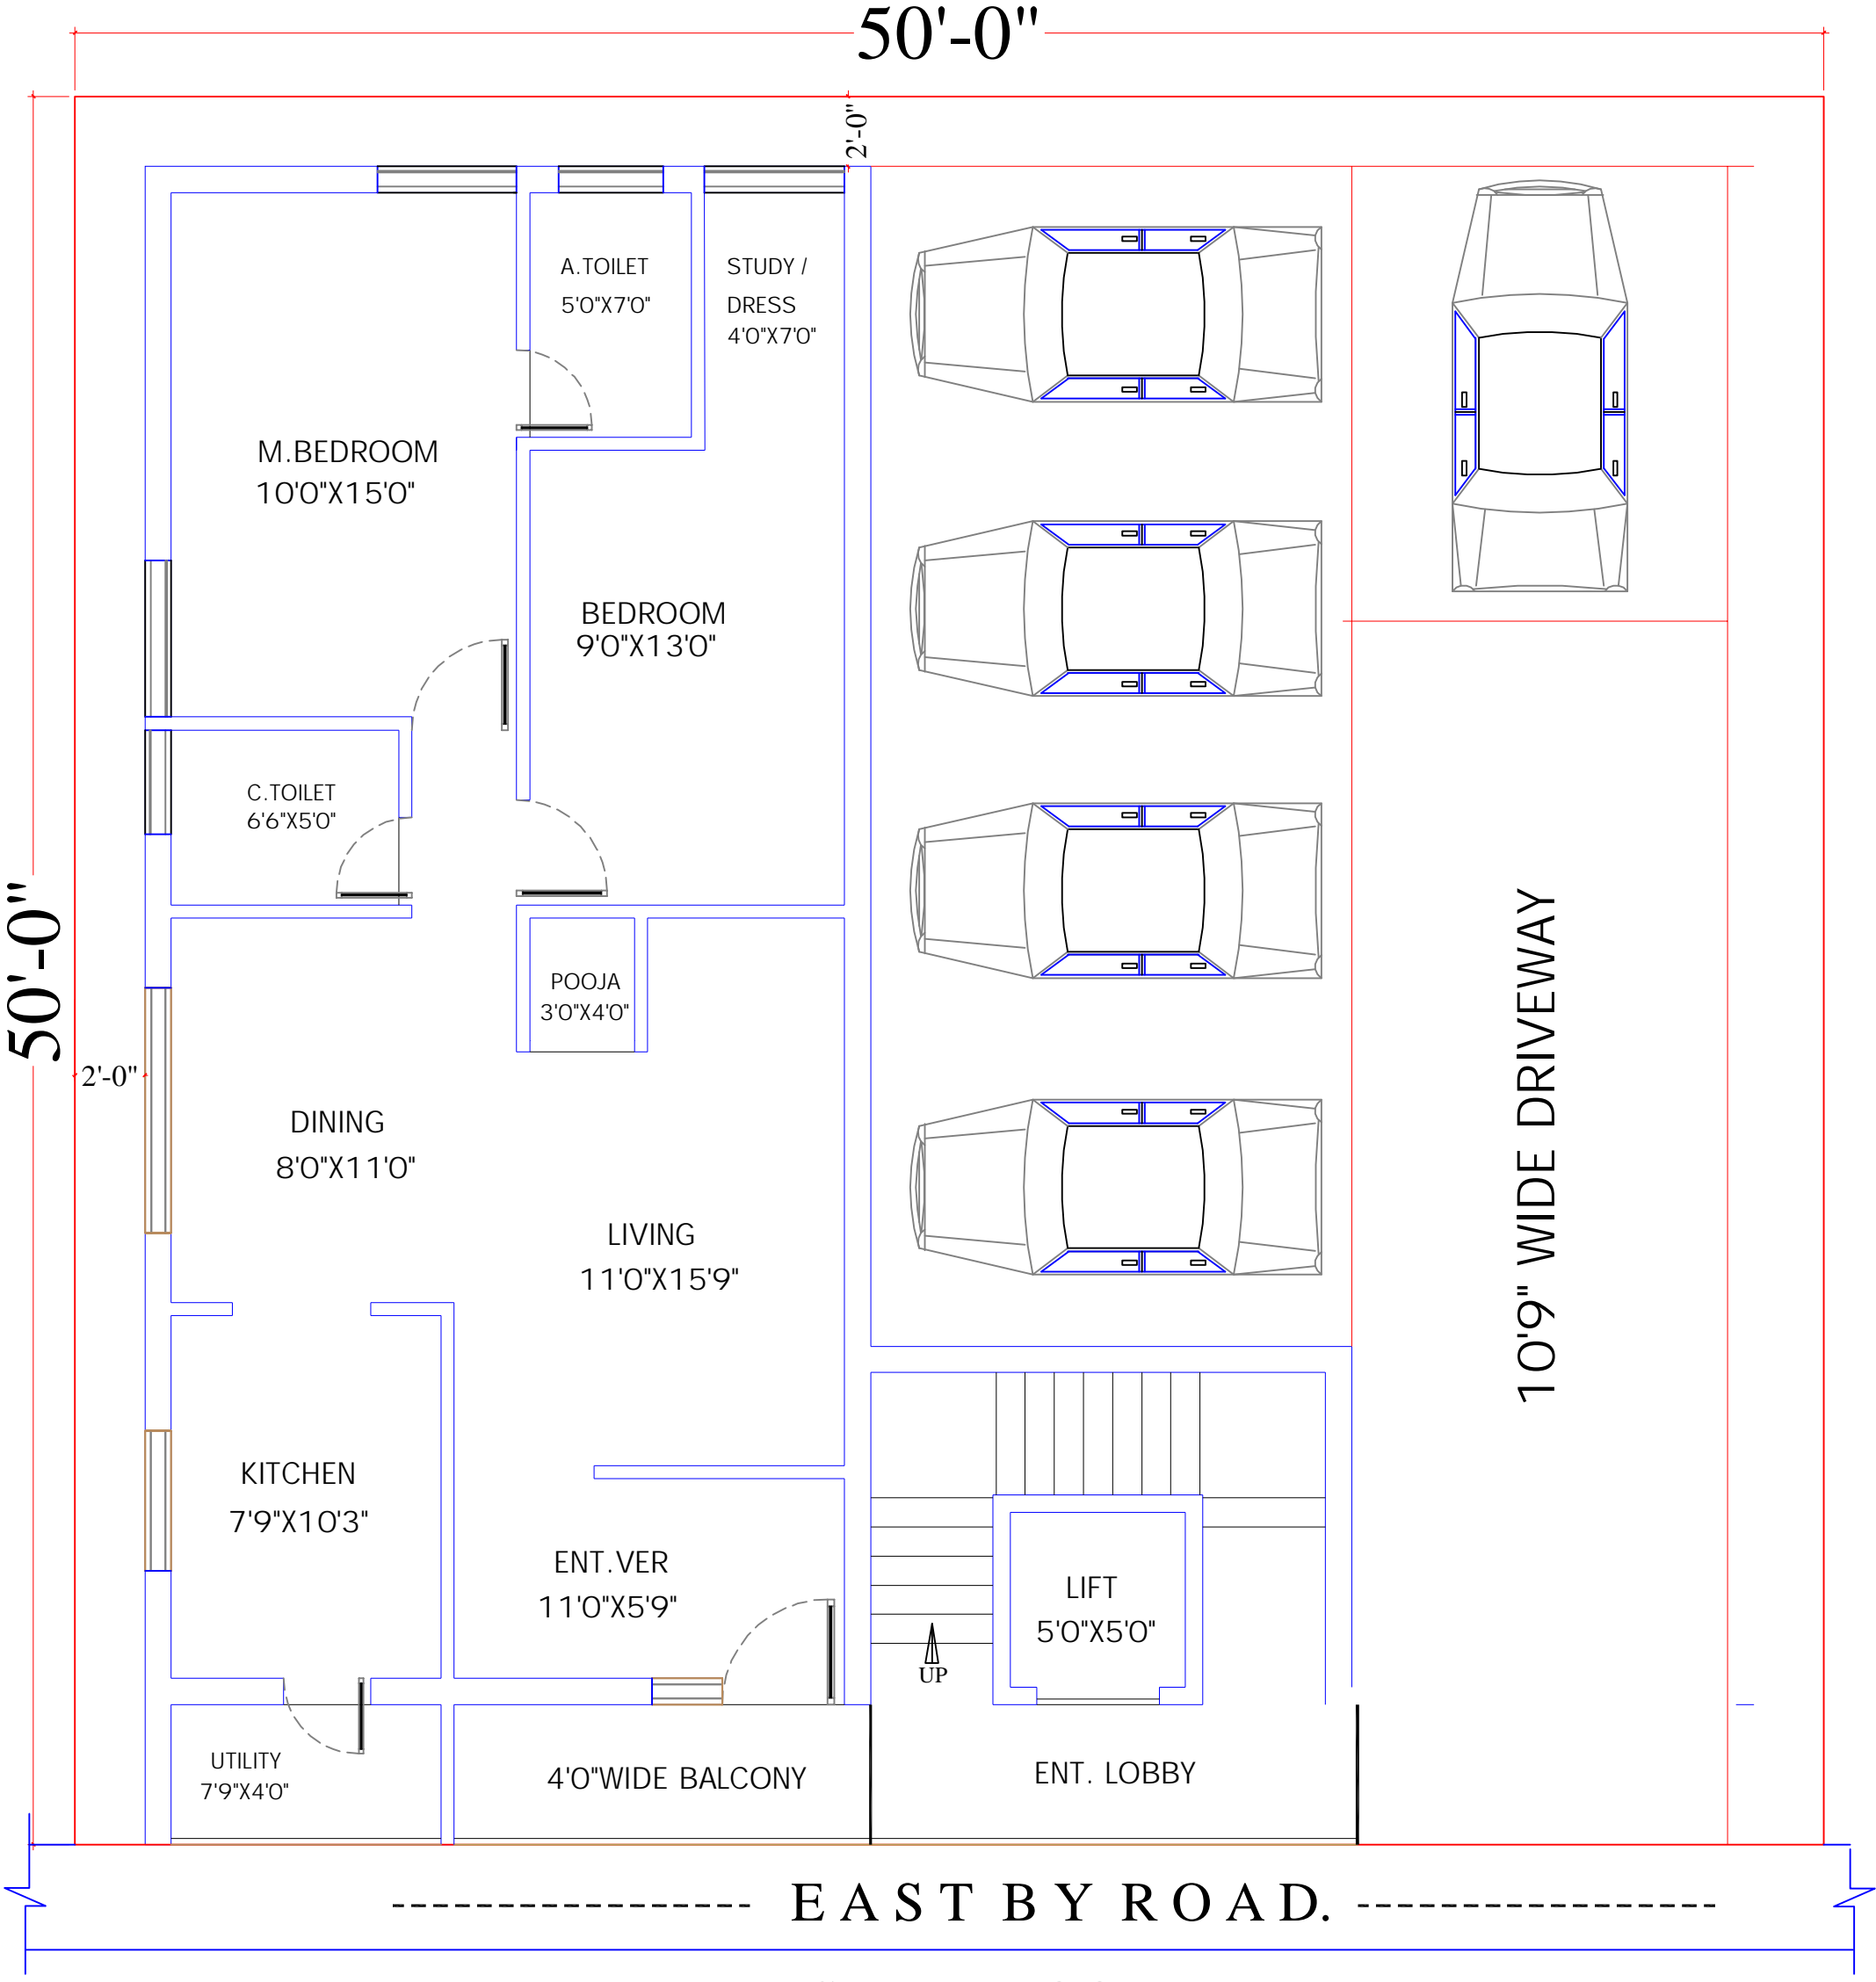 50'-0"
2'-0"
A.TOILET
5'0"X7'0"
STUDY /
DRESS
4'0"X7'0"
M.BEDROOM
10'0"X15'0"
BEDROOM
9'0"X13'0"
C.TOILET
6'6"X5'0"
50'-0"
POOJA
3'0"X4'0"
2'-0"
DINING
8'0"X11'0"
LIVING
11'0"X15'9"
10'9" WIDE DRIVEWAY
KITCHEN
7'9"X10'3"
ENT.VER
11'0"X5'9"
LIFT
5'0"X5'0"
UP
UTILITY
7'9"X4'0"
4'0"WIDE BALCONY
ENT. LOBBY
EAST BY ROAD.